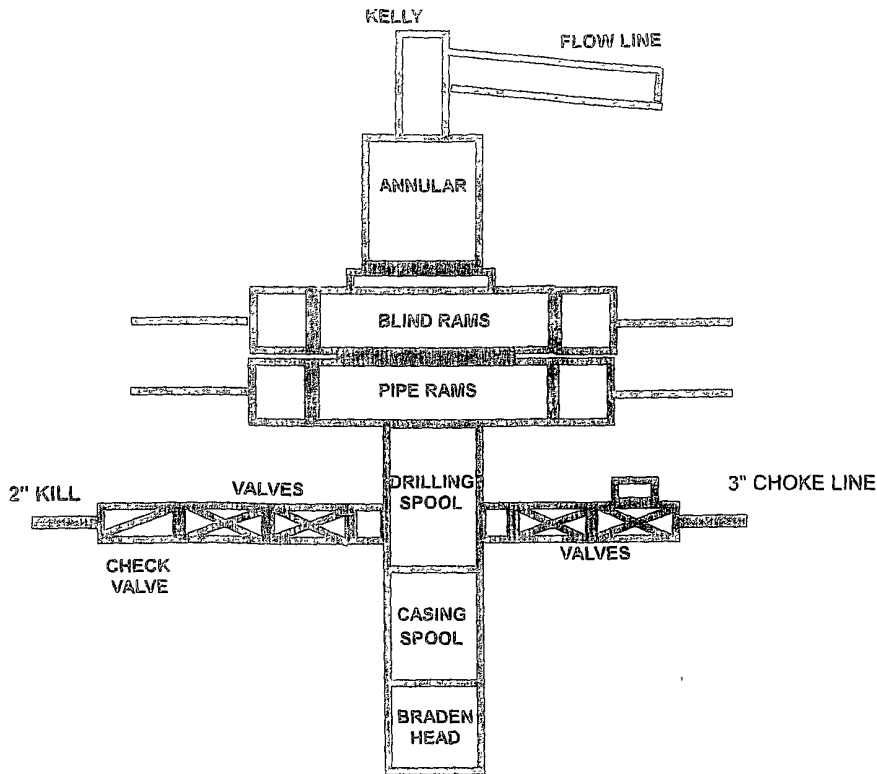 KELLY
FLOW LINE
ANNULAR
BLIND RAMS
PIPE RAMS
2" KILL
VALVES
DRILLING
SPOOL
3" CHOKE LINE
CHECK
VALVE
VALVES
CASING
SPOOL
BRADEN
HEAD